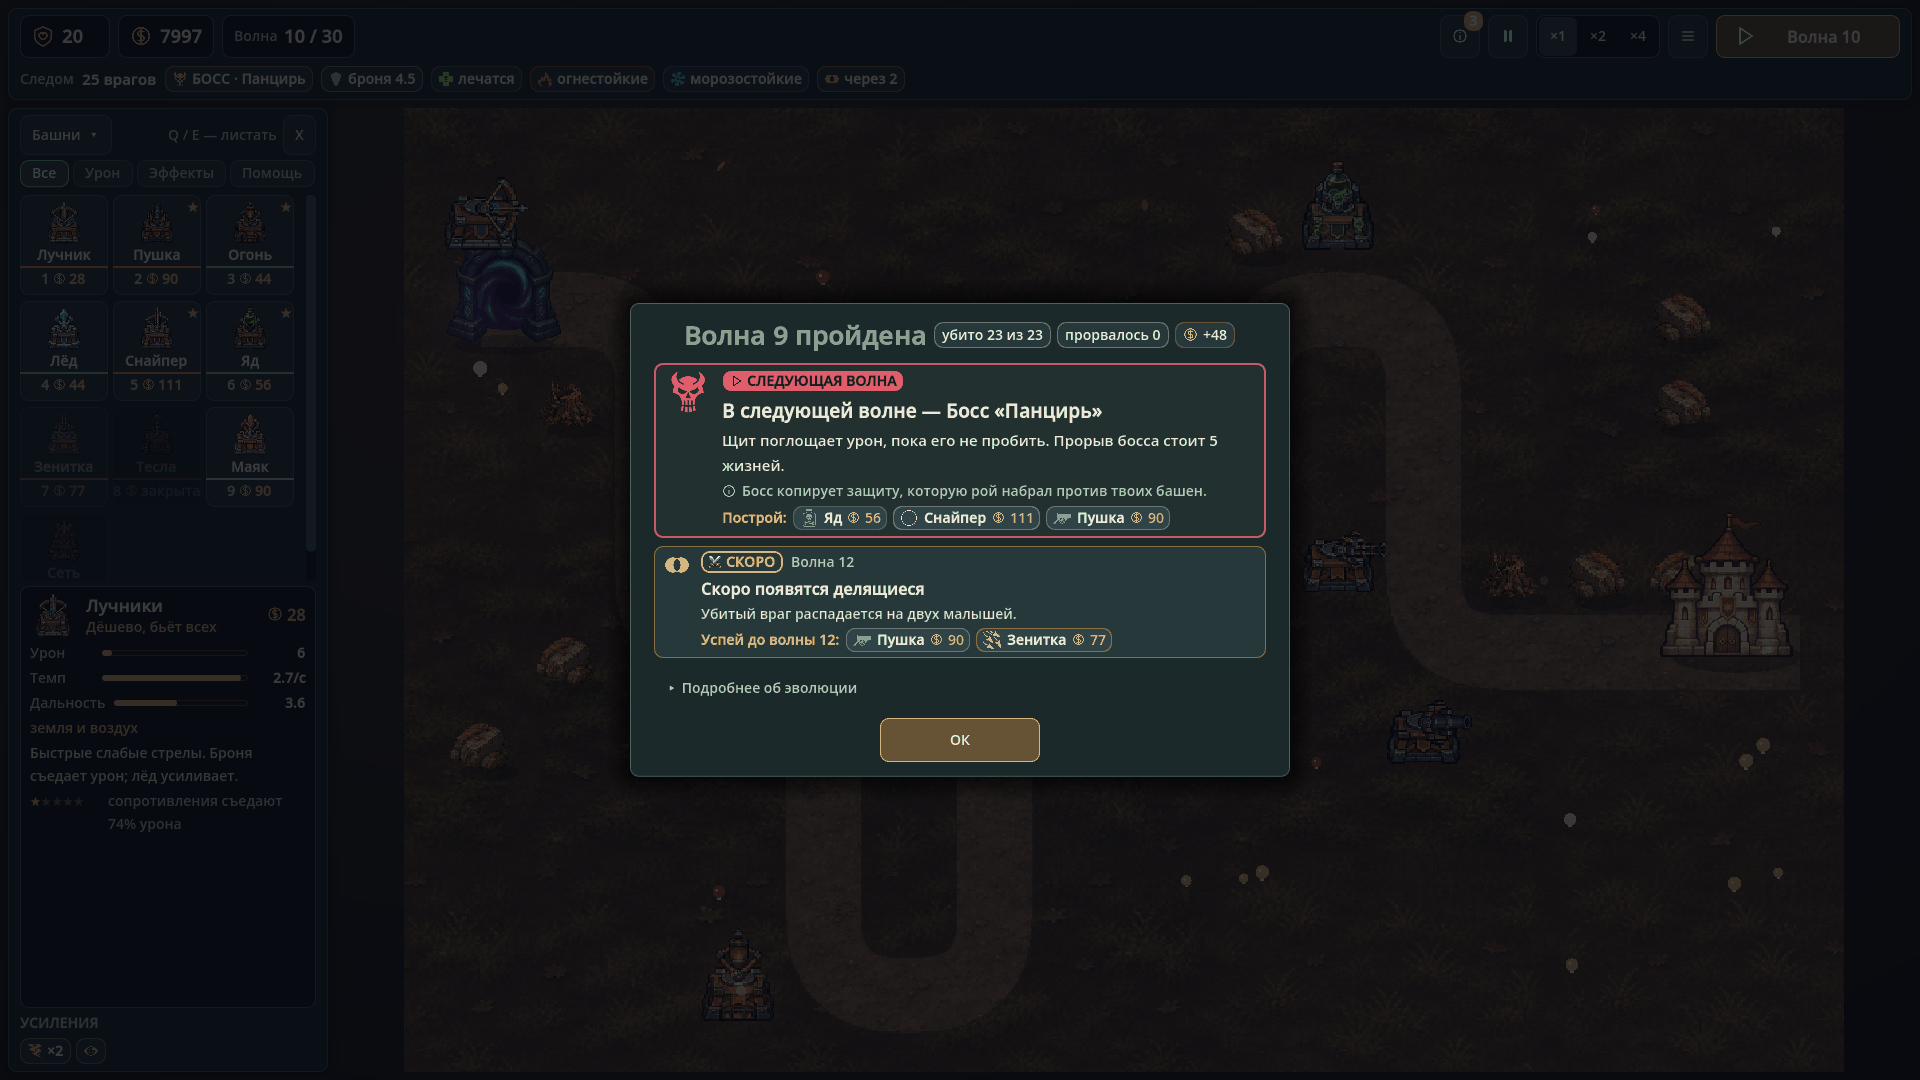 20
7997
Волна 10 / 30
3
×1
×2
×4
Волна 10
Следом 25 врагов
БОСС · Панцирь
броня 4.5
лечатся
огнестойкие
морозостойкие
через 2
Башни
Q / E — листать
X
Все
Урон
Эффекты
Помощь
Лучник
Пушка
Огонь
1 28
2 90
3 44
Лёд
Снайпер
Яд
4 44
5 111
6 56
Зенитка
Тесла
Маяк
7 77
8 закрыта
9 90
Сеть
Лучники
28
Дёшево, бьёт всех
Урон 6
Темп 2.7/с
Дальность 3.6
земля и воздух
Быстрые слабые стрелы. Броня
съедает урон; лёд усиливает.
★★★★★ сопротивления съедают
74% урона
УСИЛЕНИЯ
×2
Волна 9 пройдена
убито 23 из 23
прорвалось 0
+48
СЛЕДУЮЩАЯ ВОЛНА
В следующей волне — Босс «Панцирь»
Щит поглощает урон, пока его не пробить. Прорыв босса стоит 5
жизней.
Босс копирует защиту, которую рой набрал против твоих башен.
Построй: Яд 56 Снайпер 111 Пушка 90
СКОРО Волна 12
Скоро появятся делящиеся
Убитый враг распадается на двух малышей.
Успей до волны 12: Пушка 90 Зенитка 77
Подробнее об эволюции
ОК